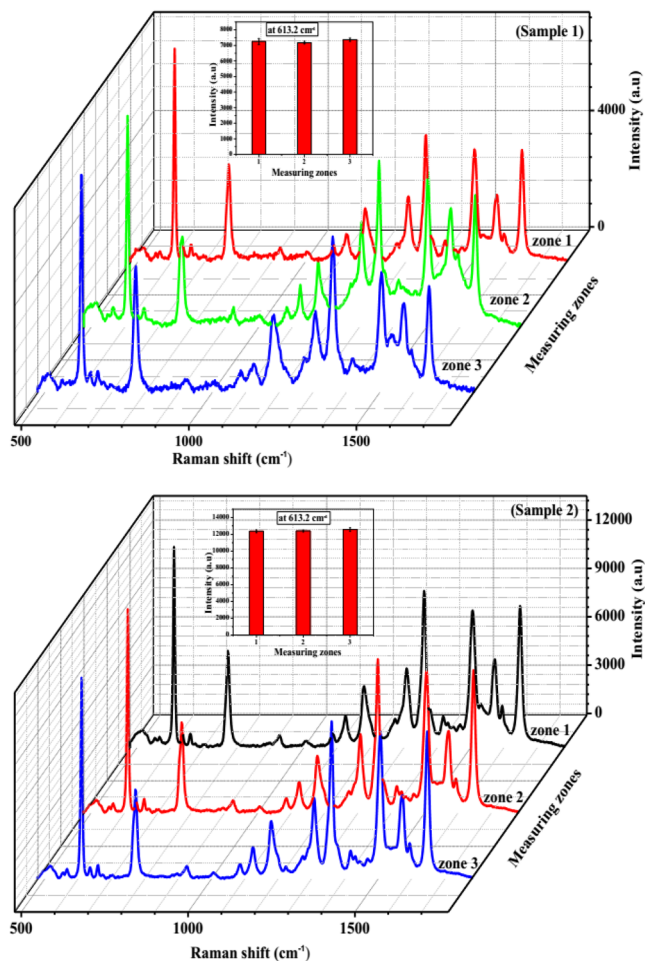 (Sample 1)
at 613.2 cm⁻¹
8000
7000
6000
5000
4000
3000
2000
1000
0
Intensity (a.u)
1 2 3
Measuring zones
4000
0
Intensity (a.u)
zone 1
zone 2
zone 3
Measuring zones
500 1000 1500
Raman shift (cm⁻¹)
(Sample 2)
at 613.2 cm⁻¹
14000
12000
10000
8000
6000
4000
2000
0
Intensity (a.u)
1 2 3
Measuring zones
12000
9000
6000
3000
0
Intensity (a.u)
zone 1
zone 2
zone 3
Measuring zones
500 1000 1500
Raman shift (cm⁻¹)